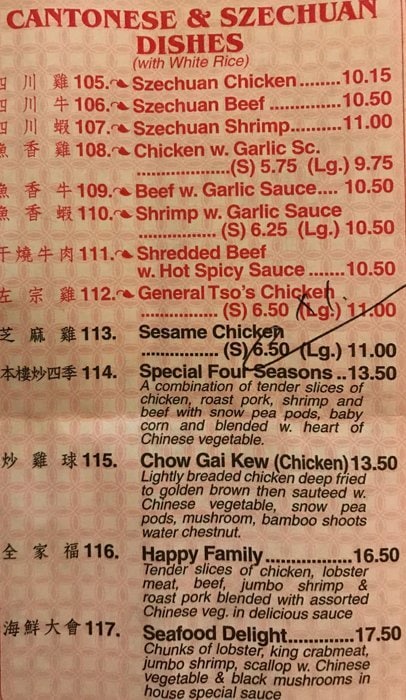 CANTONESE & SZECHUAN
DISHES
(with White Rice)
四 川 雞 105. Szechuan Chicken.........10.15
四 川 牛 106. Szechuan Beef .............10.50
四 川 蝦 107. Szechuan Shrimp..........11.00
魚 香 雞 108. Chicken w. Garlic Sc.
................(S) 5.75 (Lg.) 9.75
魚 香 牛 109. Beef w. Garlic Sauce.... 10.50
魚 香 蝦 110. Shrimp w. Garlic Sauce
..............(S) 6.25 (Lg.) 10.50
干燒牛肉 111. Shredded Beef
w. Hot Spicy Sauce .......10.50
左 宗 雞 112. General Tso's Chicken
..............(S) 6.50 (Lg.) 11.00
芝 麻 雞 113. Sesame Chicken
..............(S) 6.50 (Lg.) 11.00
本樓炒四季 114. Special Four Seasons ..13.50
A combination of tender slices of
chicken, roast pork, shrimp and
beef with snow pea pods, baby
corn and blended w. heart of
Chinese vegetable.
炒 雞 球 115. Chow Gai Kew (Chicken) 13.50
Lightly breaded chicken deep fried
to golden brown then sauteed w.
Chinese vegetable, snow pea
pods, mushroom, bamboo shoots
water chestnut.
全 家 福 116. Happy Family................16.50
Tender slices of chicken, lobster
meat, beef, jumbo shrimp &
roast pork blended with assorted
Chinese veg. in delicious sauce
海鮮大會 117. Seafood Delight.............17.50
Chunks of lobster, king crabmeat,
jumbo shrimp, scallop w. Chinese
vegetable & black mushrooms in
house special sauce